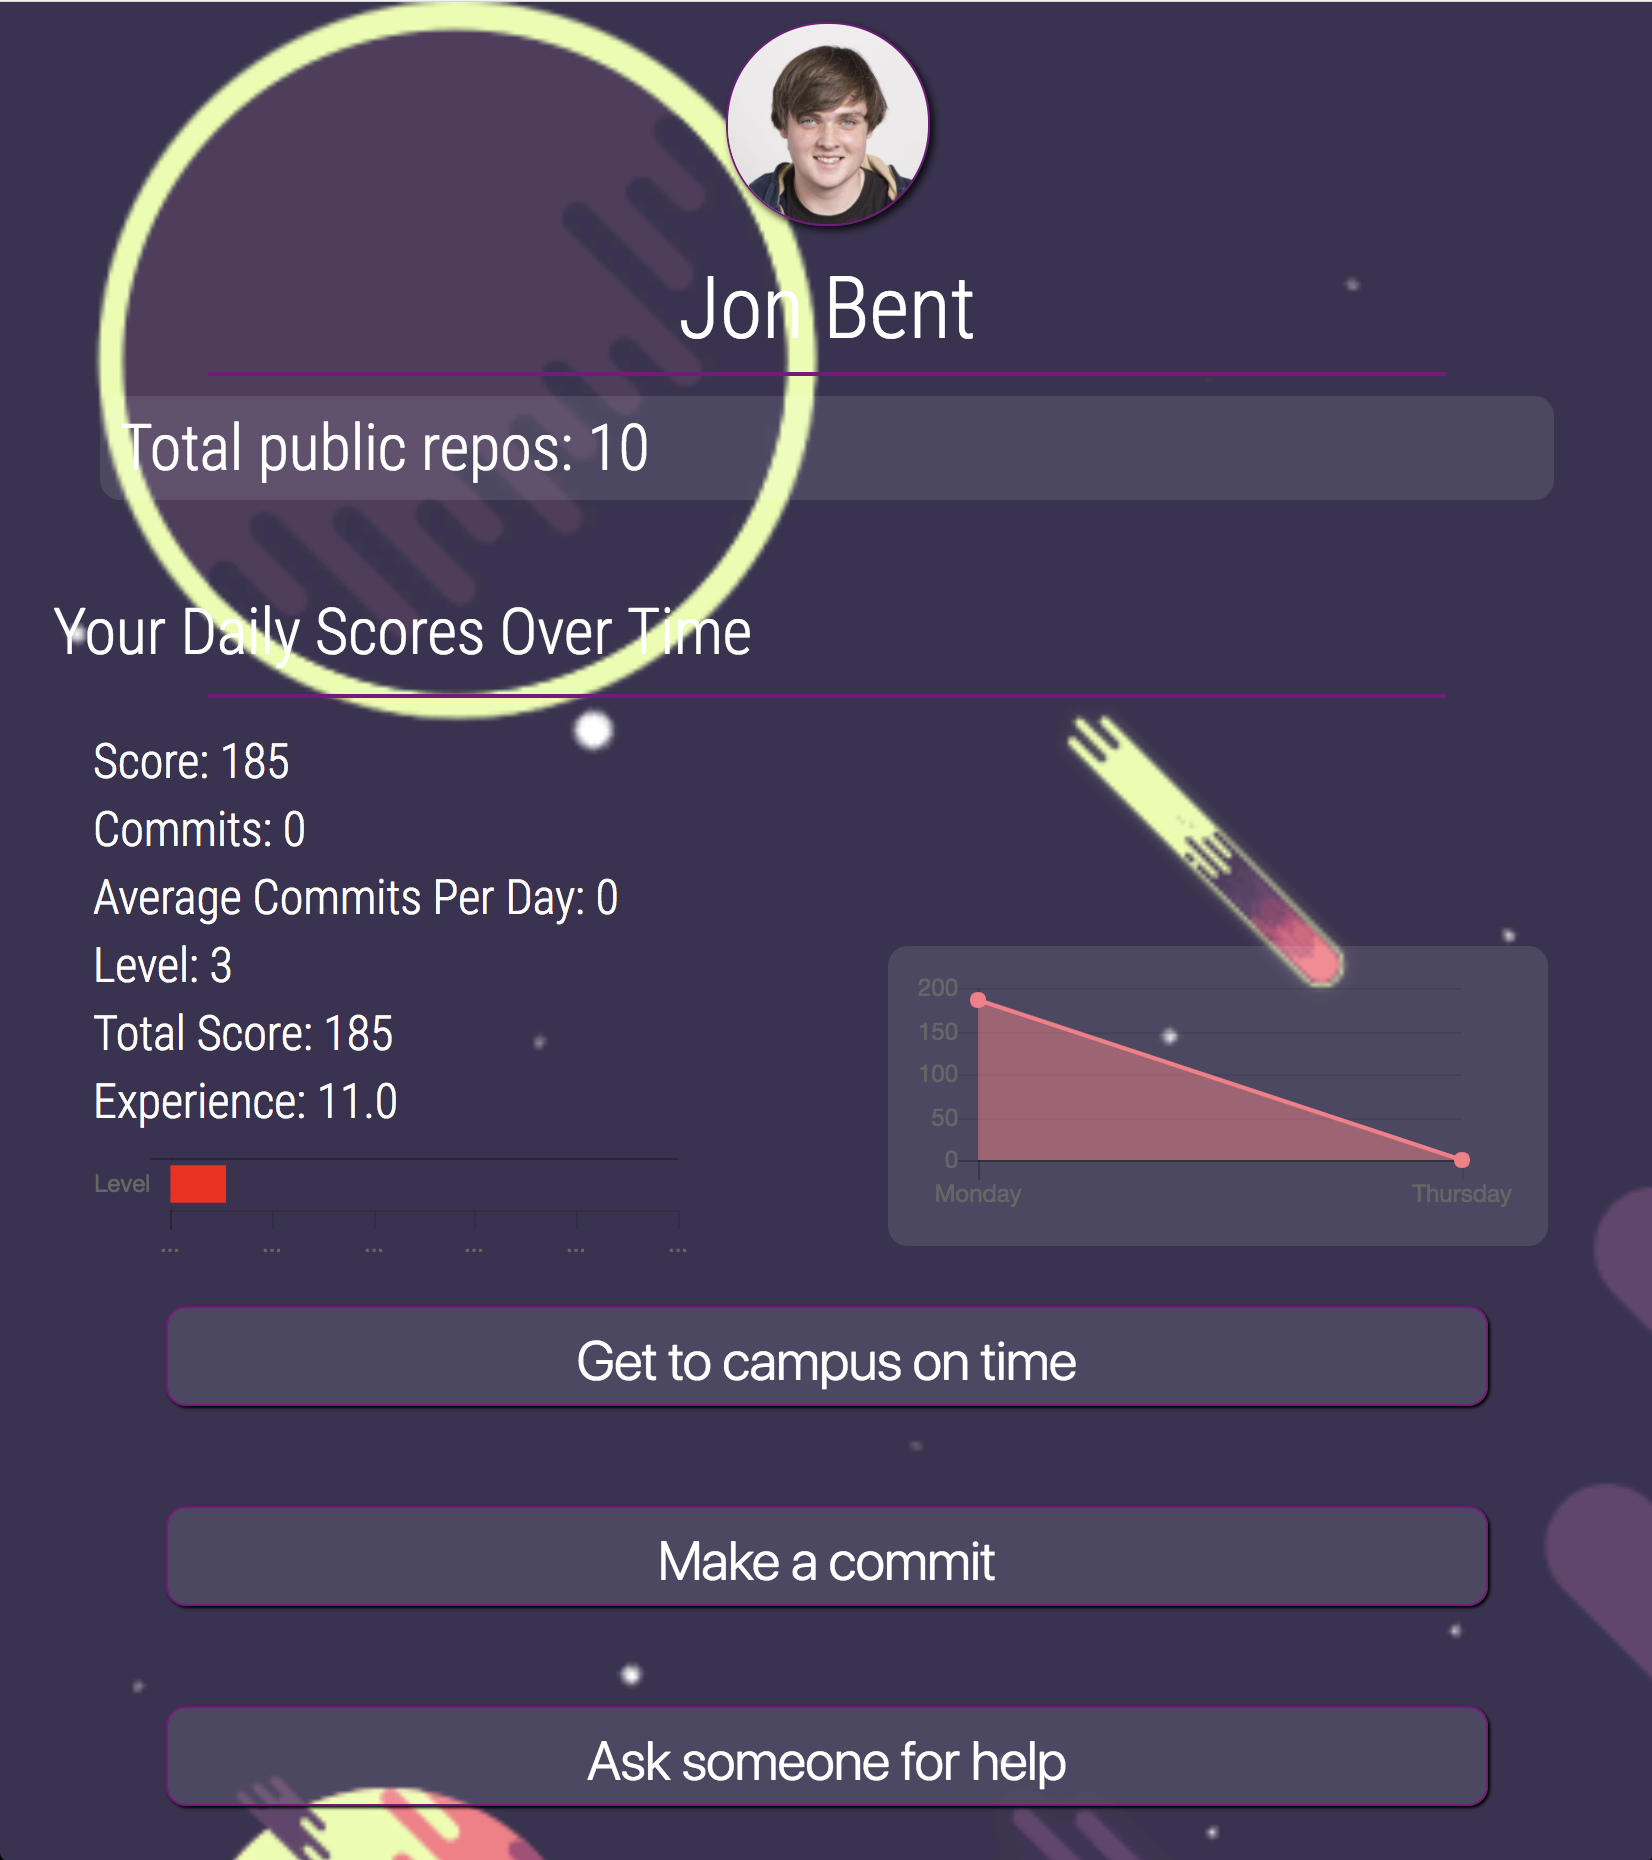 Jon Bent
Total public repos: 10
Your Daily Scores Over Time
Score: 185
Commits: 0
Average Commits Per Day: 0
Level: 3
Total Score: 185
Experience: 11.0
Level
... ... ... ... ... ...
200
150
100
50
0
Monday Thursday
Get to campus on time
Make a commit
Ask someone for help